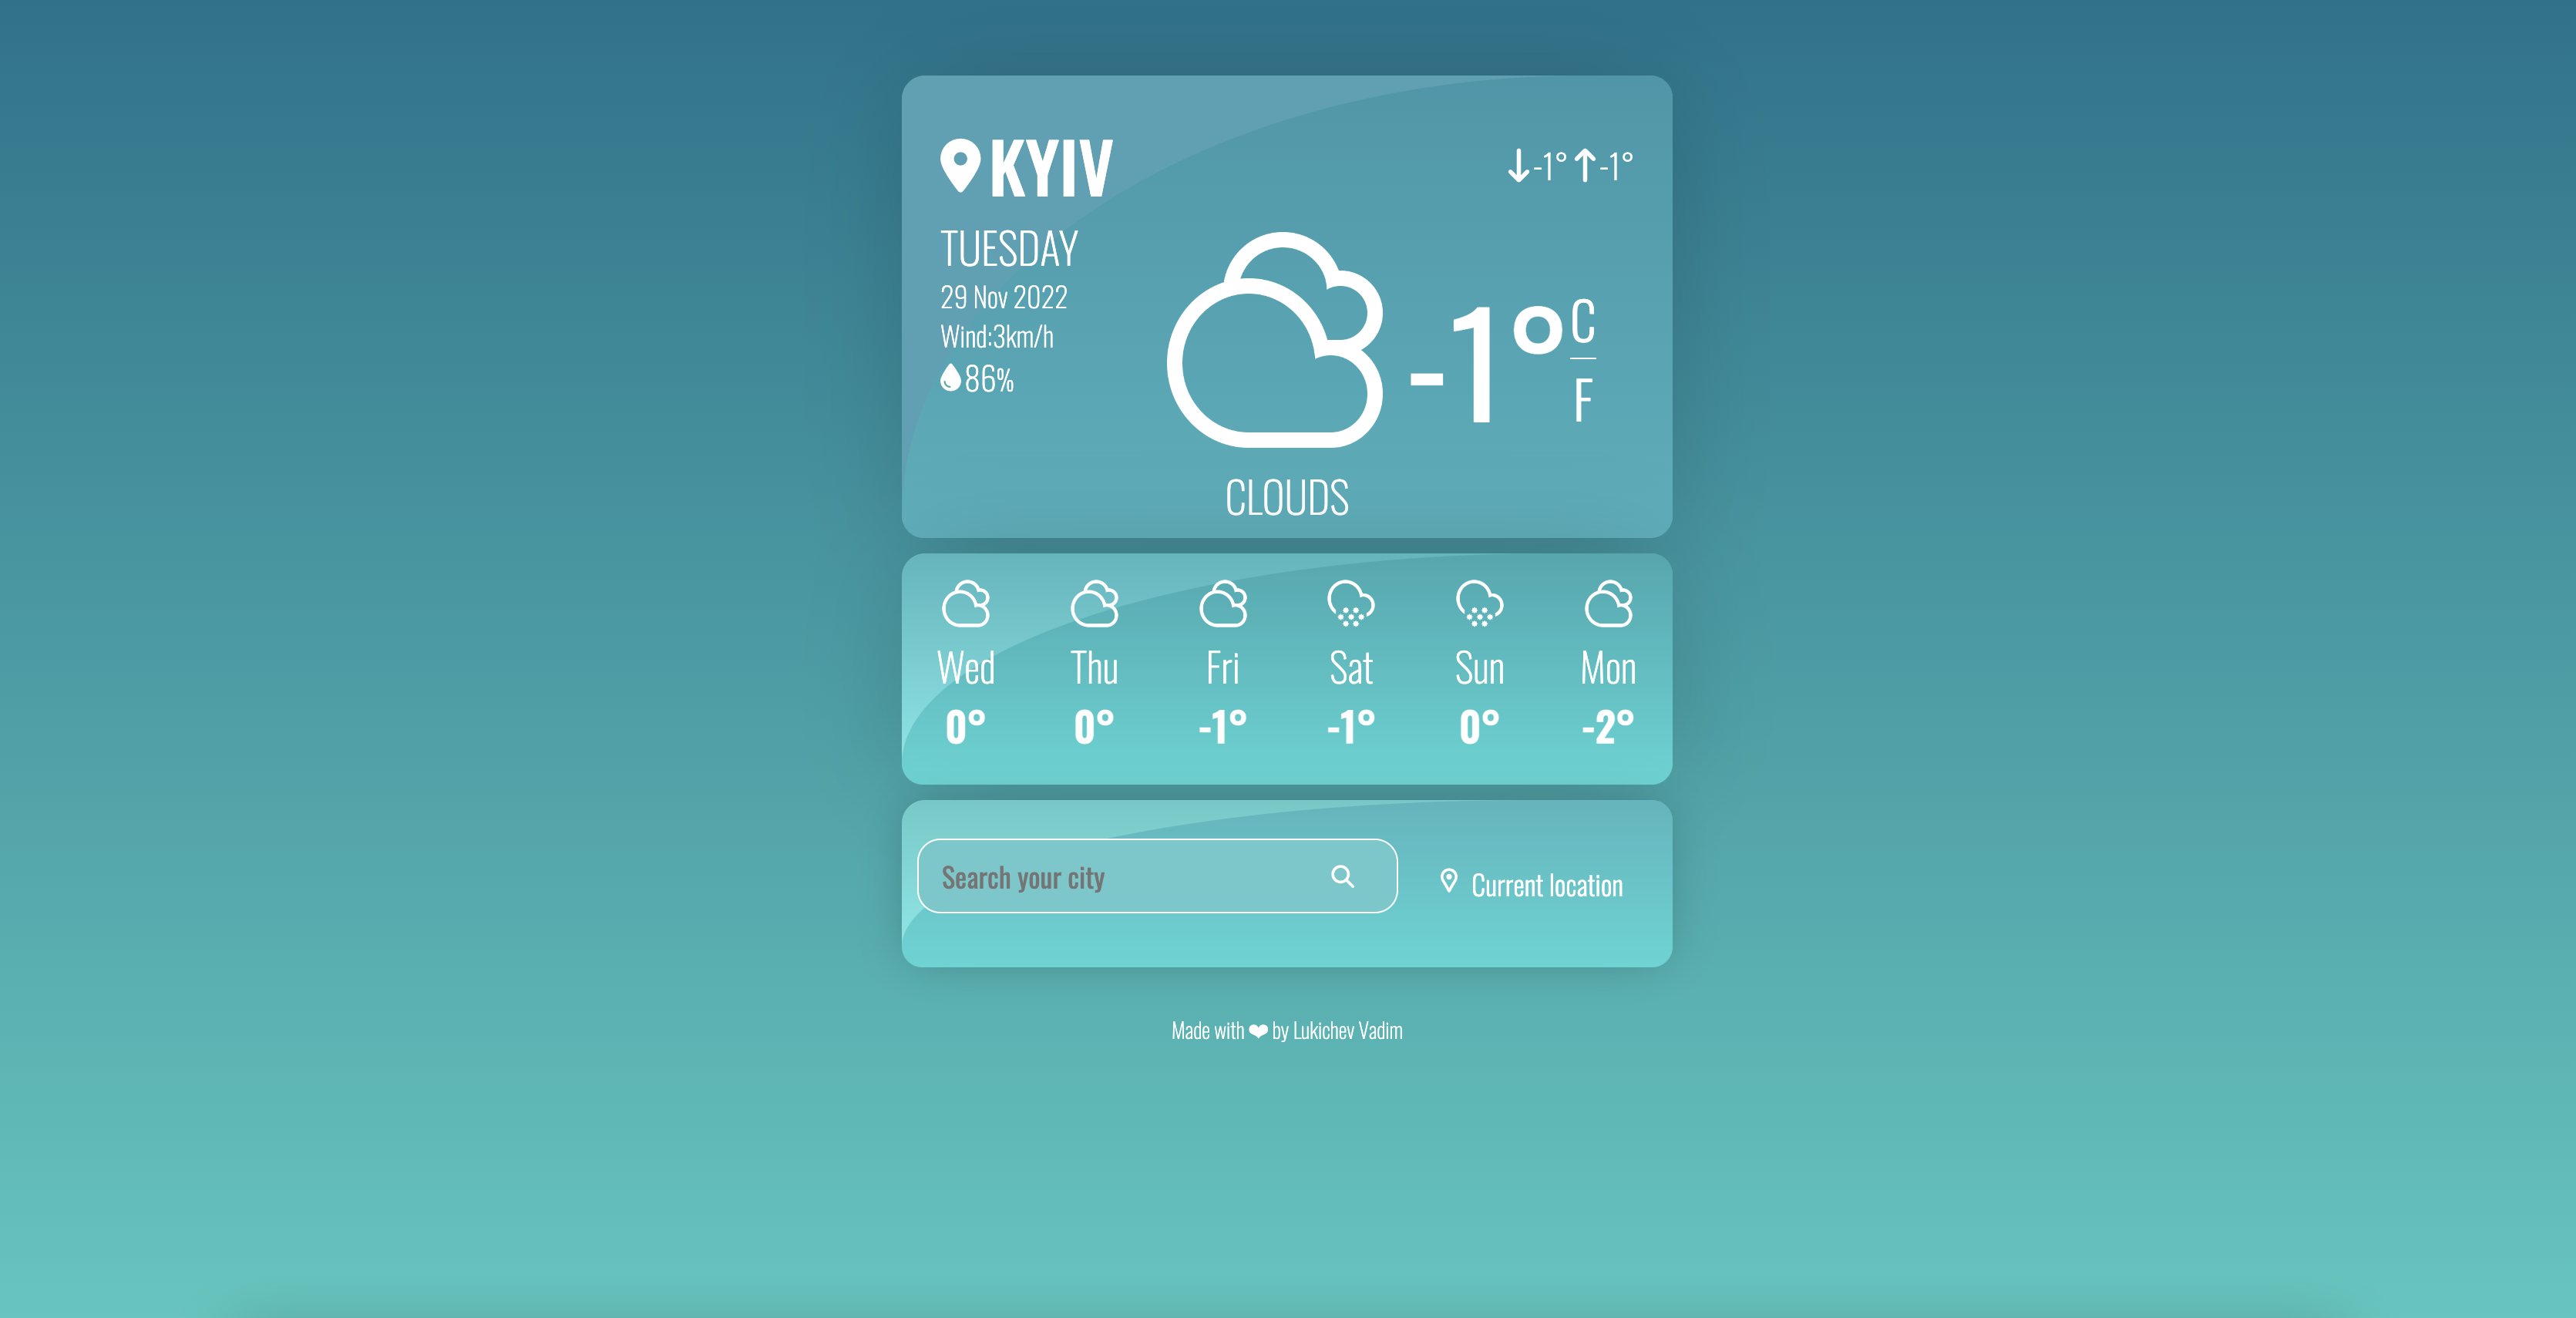 KYIV
-1° -1°
TUESDAY
29 Nov 2022
Wind:3km/h
86%
-1°
C
F
CLOUDS
Wed Thu Fri Sat Sun Mon
0° 0° -1° -1° 0° -2°
Search your city
Current location
Made with ❤ by Lukichev Vadim